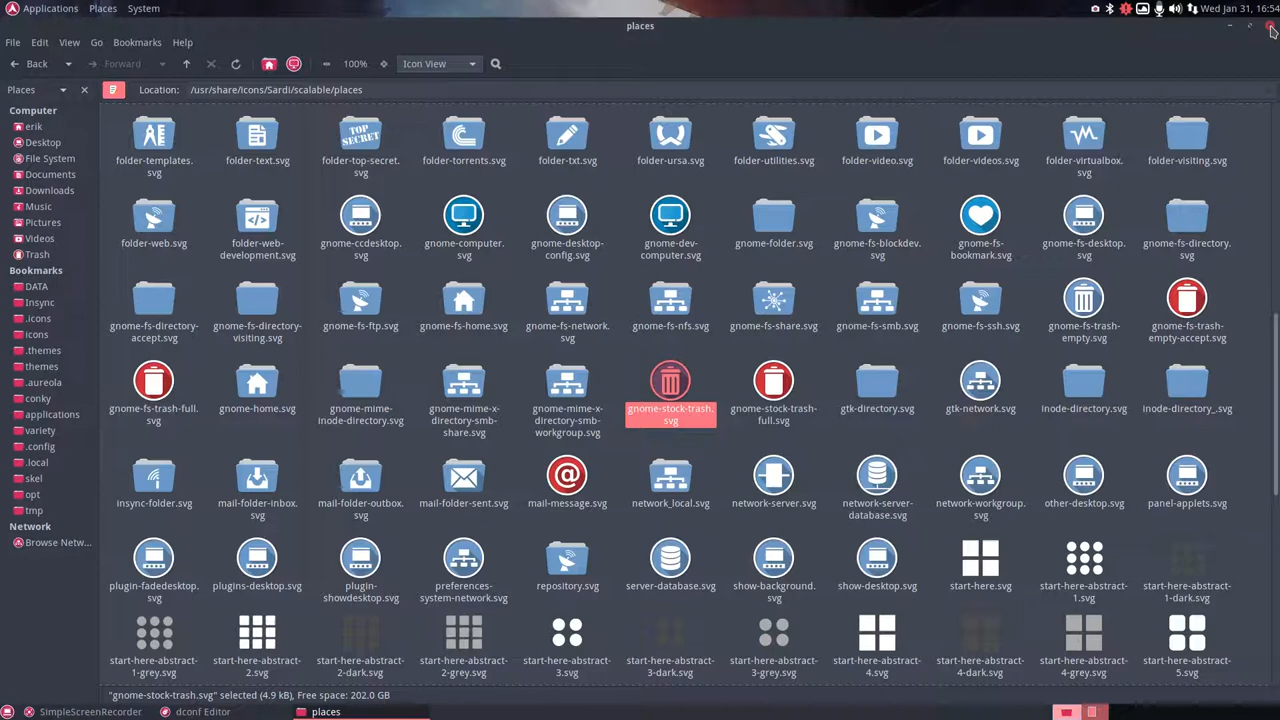 Applications Places System Wed Jan 31, 16:54
places
File Edit View Go Bookmarks Help
Back Forward 100% Icon View
Places Location: /usr/share/icons/Sardi/scalable/places
Computer
erik
Desktop
File System
Documents
Downloads
Music
Pictures
Videos
Trash
Bookmarks
DATA
Insync
.icons
icons
.themes
themes
.aureola
conky
applications
variety
.config
.local
skel
opt
tmp
Network
Browse Netw...
TOP
SECRET
folder-templates. folder-text.svg folder-top-secret. folder-torrents.svg folder-txt.svg folder-ursa.svg folder-utilities.svg folder-video.svg folder-videos.svg folder-virtualbox. folder-visiting.svg
svg svg svg
folder-web.svg folder-web- gnome-ccdesktop. gnome-computer. gnome-desktop- gnome-dev- gnome-folder.svg gnome-fs-blockdev. gnome-fs- gnome-fs-desktop. gnome-fs-directory.
development.svg svg svg config.svg computer.svg svg bookmark.svg svg svg
gnome-fs-directory- gnome-fs-directory- gnome-fs-ftp.svg gnome-fs-home.svg gnome-fs-network. gnome-fs-nfs.svg gnome-fs-share.svg gnome-fs-smb.svg gnome-fs-ssh.svg gnome-fs-trash- gnome-fs-trash-
accept.svg visiting.svg svg empty.svg empty-accept.svg
gnome-fs-trash-full. gnome-home.svg gnome-mime- gnome-mime-x- gnome-mime-x- gnome-stock-trash. gnome-stock-trash- gtk-directory.svg gtk-network.svg inode-directory.svg inode-directory_.svg
svg inode-directory.svg directory-smb- directory-smb- svg full.svg
share.svg workgroup.svg
@
insync-folder.svg mail-folder-inbox. mail-folder-outbox. mail-folder-sent.svg mail-message.svg network_local.svg network-server.svg network-server- network-workgroup. other-desktop.svg panel-applets.svg
svg svg database.svg svg
plugin-fadedesktop. plugins-desktop.svg plugin- preferences- repository.svg server-database.svg show-background. show-desktop.svg start-here.svg start-here-abstract- start-here-abstract-
svg showdesktop.svg system-network.svg svg 1.svg 1-dark.svg
start-here-abstract- start-here-abstract- start-here-abstract- start-here-abstract- start-here-abstract- start-here-abstract- start-here-abstract- start-here-abstract- start-here-abstract- start-here-abstract- start-here-abstract-
1-grey.svg 2.svg 2-dark.svg 2-grey.svg 3.svg 3-dark.svg 3-grey.svg 4.svg 4-dark.svg 4-grey.svg 5.svg
"gnome-stock-trash.svg" selected (4.9 kB), Free space: 202.0 GB
SimpleScreenRecorder dconf Editor places